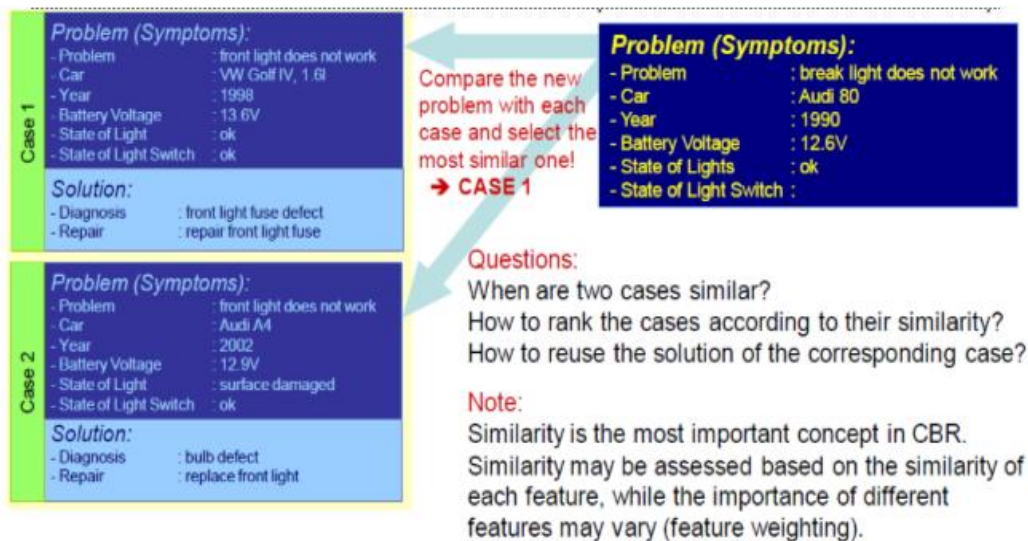 Case 1
Problem (Symptoms):
- Problem : front light does not work
- Car : VW Golf IV, 1.6l
- Year : 1998
- Battery Voltage : 13.6V
- State of Light : ok
- State of Light Switch : ok
Solution:
- Diagnosis : front light fuse defect
- Repair : repair front light fuse
Case 2
Problem (Symptoms):
- Problem : front light does not work
- Car : Audi A4
- Year : 2002
- Battery Voltage : 12.9V
- State of Light : surface damaged
- State of Light Switch : ok
Solution:
- Diagnosis : bulb defect
- Repair : replace front light
Compare the new
problem with each
case and select the
most similar one!
➔ CASE 1
Problem (Symptoms):
- Problem : break light does not work
- Car : Audi 80
- Year : 1990
- Battery Voltage : 12.6V
- State of Lights : ok
- State of Light Switch :
Questions:
When are two cases similar?
How to rank the cases according to their similarity?
How to reuse the solution of the corresponding case?
Note:
Similarity is the most important concept in CBR.
Similarity may be assessed based on the similarity of
each feature, while the importance of different
features may vary (feature weighting).